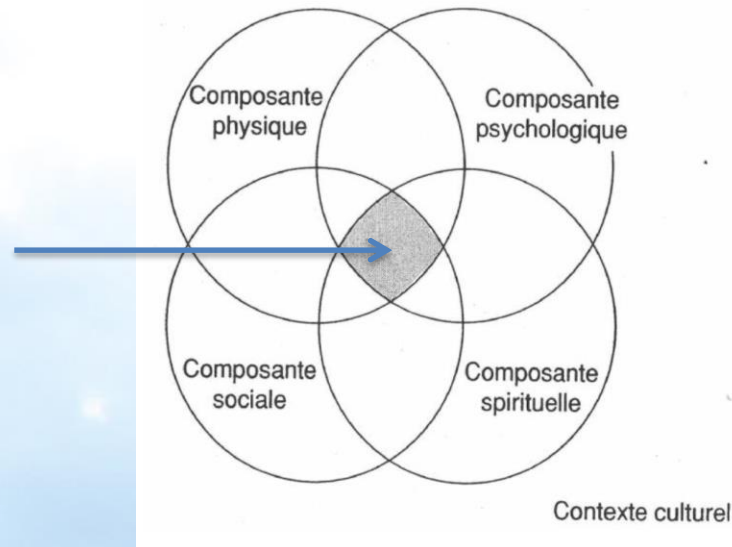 Composante
physique
Composante
psychologique
Composante
sociale
Composante
spirituelle
Contexte culturel